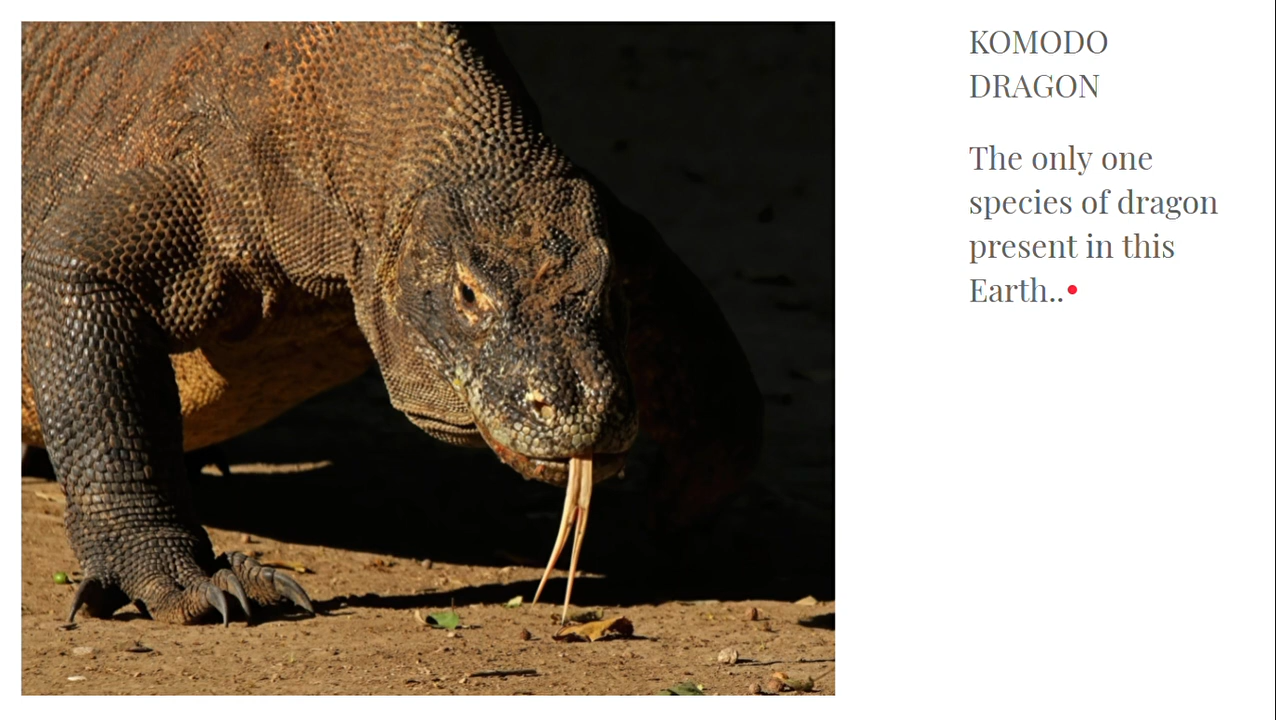 KOMODO
DRAGON
The only one
species of dragon
present in this
Earth..